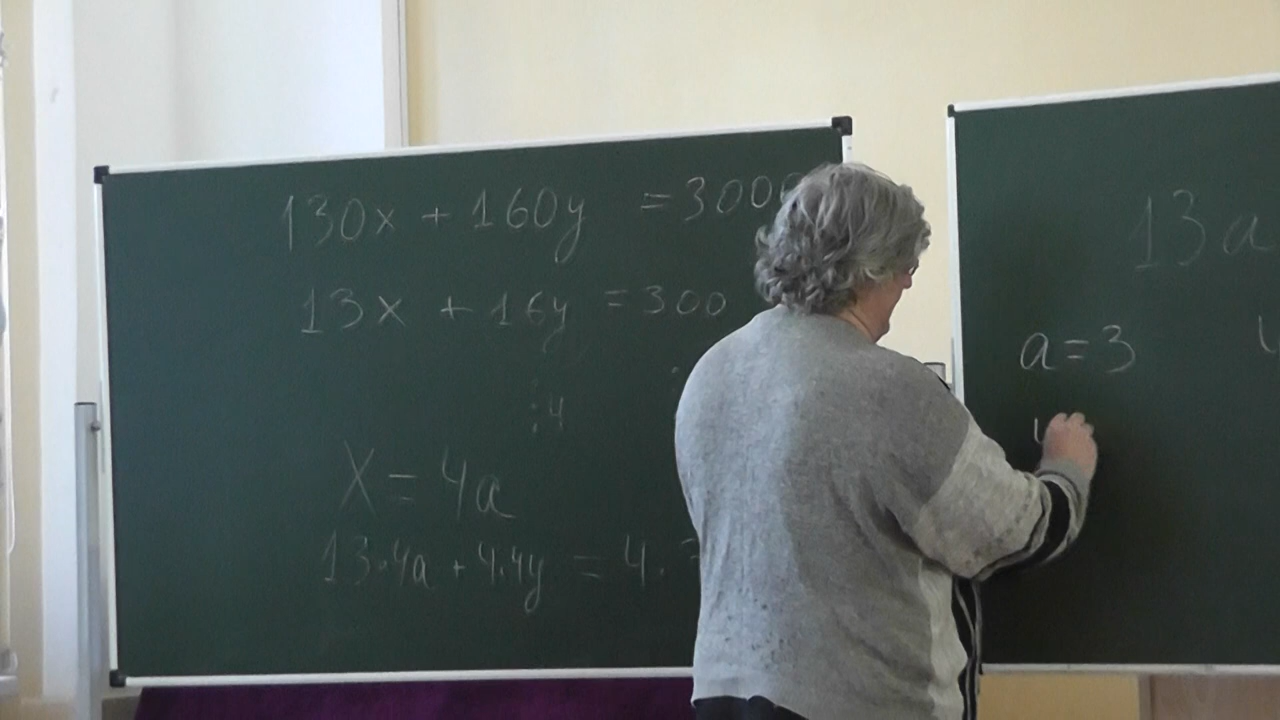 130x + 160y = 3000
13x + 16y = 300
:4
X = 4a
13·4a + 4·4y = 4·
13a
a = 3